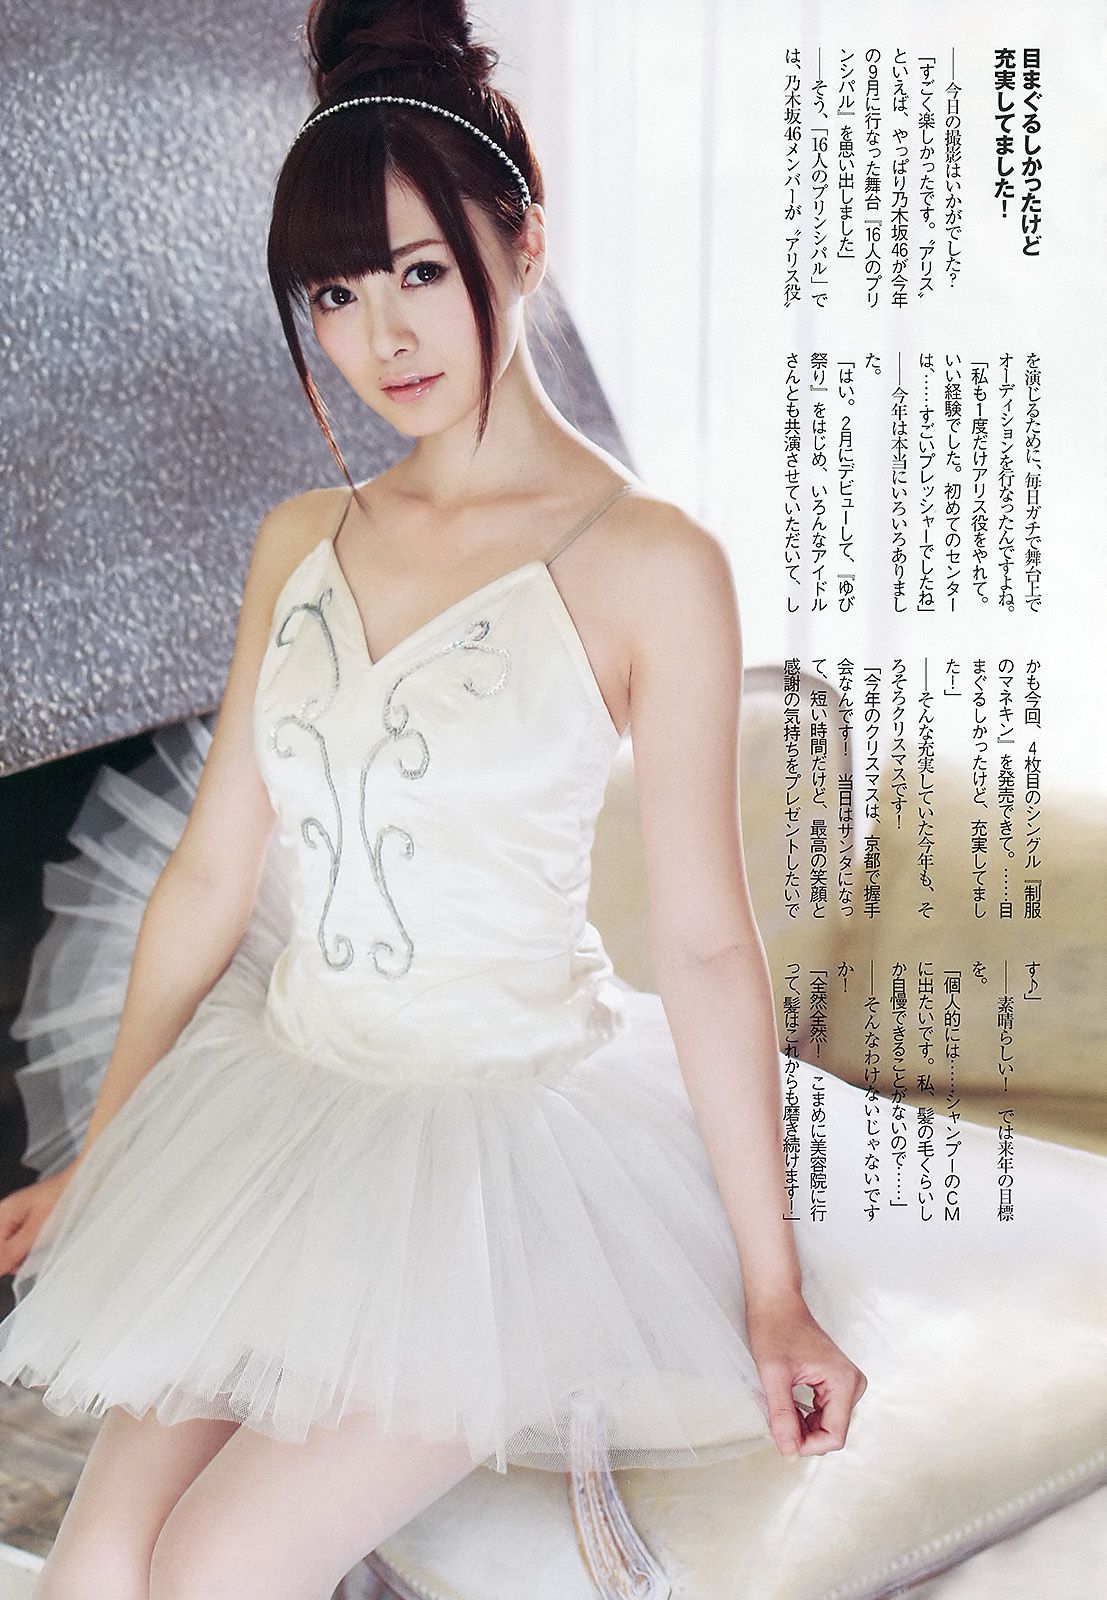 目まぐるしかったけど
充実してました！
――今日の撮影はいかがでした？
「すごく楽しかったです。〝アリス〟
といえば、やっぱり乃木坂46が今年
の9月に行なった舞台『16人のプリ
ンシパル』を思い出しました」
――そう、「16人のプリンシパル」で
は、乃木坂46メンバーが〝アリス役〟
を演じるために、毎日ガチで舞台上で
オーディションを行なったんですよね。
「私も1度だけアリス役をやれて。
いい経験でした。初めてのセンター
は、……すごいプレッシャーでしたね」
――今年は本当にいろいろありまし
た。
「はい。2月にデビューして、『ゆび
祭り』をはじめ、いろんなアイドル
さんとも共演させていただいて、し
かも今回、4枚目のシングル『制服
のマネキン』を発売できて。……目
まぐるしかったけど、充実してまし
た！」
――そんな充実していた今年も、そ
ろそろクリスマスです！
「今年のクリスマスは、京都で握手
会なんです！　当日はサンタになっ
て、短い時間だけど、最高の笑顔と
感謝の気持ちをプレゼントしたいで
す♪」
――素晴らしい！　では来年の目標
を。
「個人的には……シャンプーのCM
に出たいです。私、髪の毛くらいし
か自慢できることがないので……」
――そんなわけないじゃないです
か！
「全然全然！　こまめに美容院に行
って、髪はこれからも磨き続けます！」